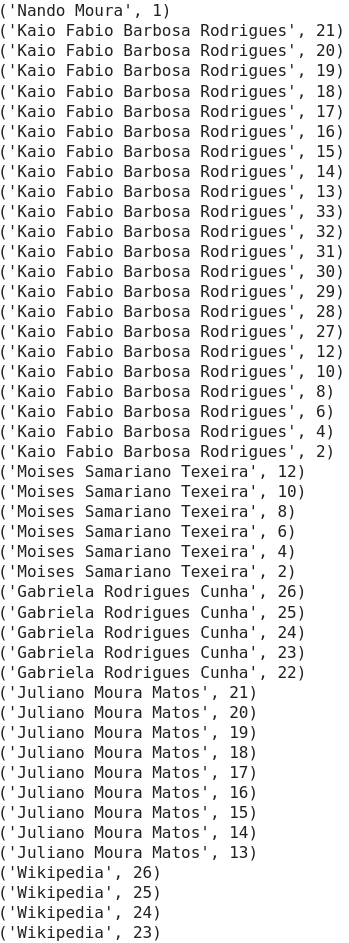 ('Nando Moura', 1)
('Kaio Fabio Barbosa Rodrigues', 21)
('Kaio Fabio Barbosa Rodrigues', 20)
('Kaio Fabio Barbosa Rodrigues', 19)
('Kaio Fabio Barbosa Rodrigues', 18)
('Kaio Fabio Barbosa Rodrigues', 17)
('Kaio Fabio Barbosa Rodrigues', 16)
('Kaio Fabio Barbosa Rodrigues', 15)
('Kaio Fabio Barbosa Rodrigues', 14)
('Kaio Fabio Barbosa Rodrigues', 13)
('Kaio Fabio Barbosa Rodrigues', 33)
('Kaio Fabio Barbosa Rodrigues', 32)
('Kaio Fabio Barbosa Rodrigues', 31)
('Kaio Fabio Barbosa Rodrigues', 30)
('Kaio Fabio Barbosa Rodrigues', 29)
('Kaio Fabio Barbosa Rodrigues', 28)
('Kaio Fabio Barbosa Rodrigues', 27)
('Kaio Fabio Barbosa Rodrigues', 12)
('Kaio Fabio Barbosa Rodrigues', 10)
('Kaio Fabio Barbosa Rodrigues', 8)
('Kaio Fabio Barbosa Rodrigues', 6)
('Kaio Fabio Barbosa Rodrigues', 4)
('Kaio Fabio Barbosa Rodrigues', 2)
('Moises Samariano Texeira', 12)
('Moises Samariano Texeira', 10)
('Moises Samariano Texeira', 8)
('Moises Samariano Texeira', 6)
('Moises Samariano Texeira', 4)
('Moises Samariano Texeira', 2)
('Gabriela Rodrigues Cunha', 26)
('Gabriela Rodrigues Cunha', 25)
('Gabriela Rodrigues Cunha', 24)
('Gabriela Rodrigues Cunha', 23)
('Gabriela Rodrigues Cunha', 22)
('Juliano Moura Matos', 21)
('Juliano Moura Matos', 20)
('Juliano Moura Matos', 19)
('Juliano Moura Matos', 18)
('Juliano Moura Matos', 17)
('Juliano Moura Matos', 16)
('Juliano Moura Matos', 15)
('Juliano Moura Matos', 14)
('Juliano Moura Matos', 13)
('Wikipedia', 26)
('Wikipedia', 25)
('Wikipedia', 24)
('Wikipedia', 23)